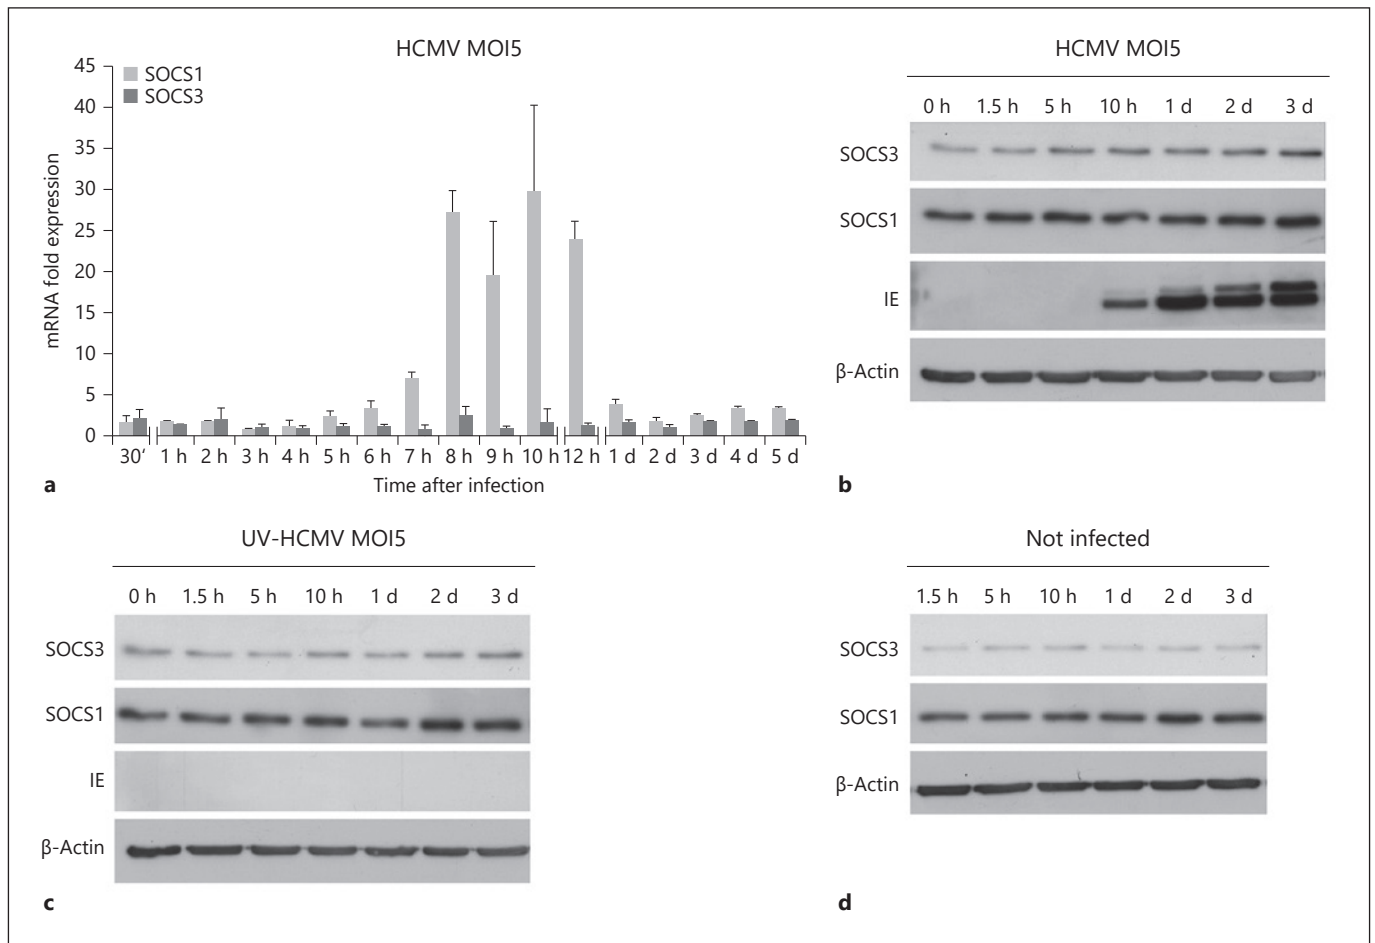 HCMV MOI5
45
40
35
30
25
20
15
10
5
0
mRNA fold expression
SOCS1
SOCS3
30′ 1 h 2 h 3 h 4 h 5 h 6 h 7 h 8 h 9 h 10 h 12 h 1 d 2 d 3 d 4 d 5 d
Time after infection
a
HCMV MOI5
0 h 1.5 h 5 h 10 h 1 d 2 d 3 d
SOCS3
SOCS1
IE
β-Actin
b
UV-HCMV MOI5
0 h 1.5 h 5 h 10 h 1 d 2 d 3 d
SOCS3
SOCS1
IE
β-Actin
c
Not infected
1.5 h 5 h 10 h 1 d 2 d 3 d
SOCS3
SOCS1
β-Actin
d